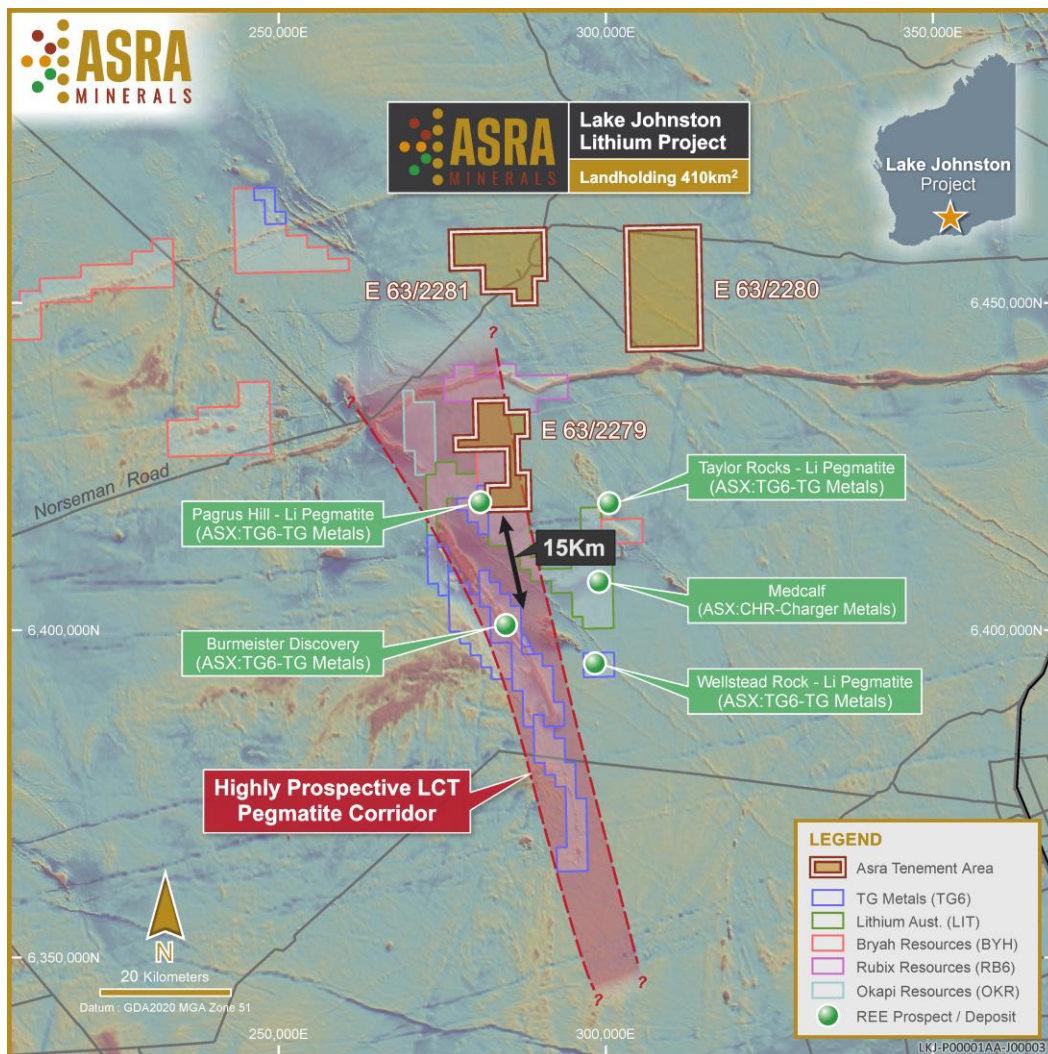 250,000E
300,000E
350,000E
ASRA
MINERALS
ASRA
MINERALS
Lake Johnston
Lithium Project
Landholding 410km²
Lake Johnston
Project
E 63/2281
E 63/2280
6,450,000N
?
?
E 63/2279
Norseman Road
Taylor Rocks - Li Pegmatite
(ASX:TG6-TG Metals)
Pagrus Hill - Li Pegmatite
(ASX:TG6-TG Metals)
15Km
Medcalf
(ASX:CHR-Charger Metals)
6,400,000N
6,400,000N
Burmeister Discovery
(ASX:TG6-TG Metals)
Wellstead Rock - Li Pegmatite
(ASX:TG6-TG Metals)
Highly Prospective LCT
Pegmatite Corridor
LEGEND
Asra Tenement Area
TG Metals (TG6)
Lithium Aust. (LIT)
Bryah Resources (BYH)
Rubix Resources (RB6)
Okapi Resources (OKR)
REE Prospect / Deposit
N
6,350,000N
20 Kilometers
Datum : GDA2020 MGA Zone 51
?
?
250,000E
300,000E
LKJ-P00001AA-J00003